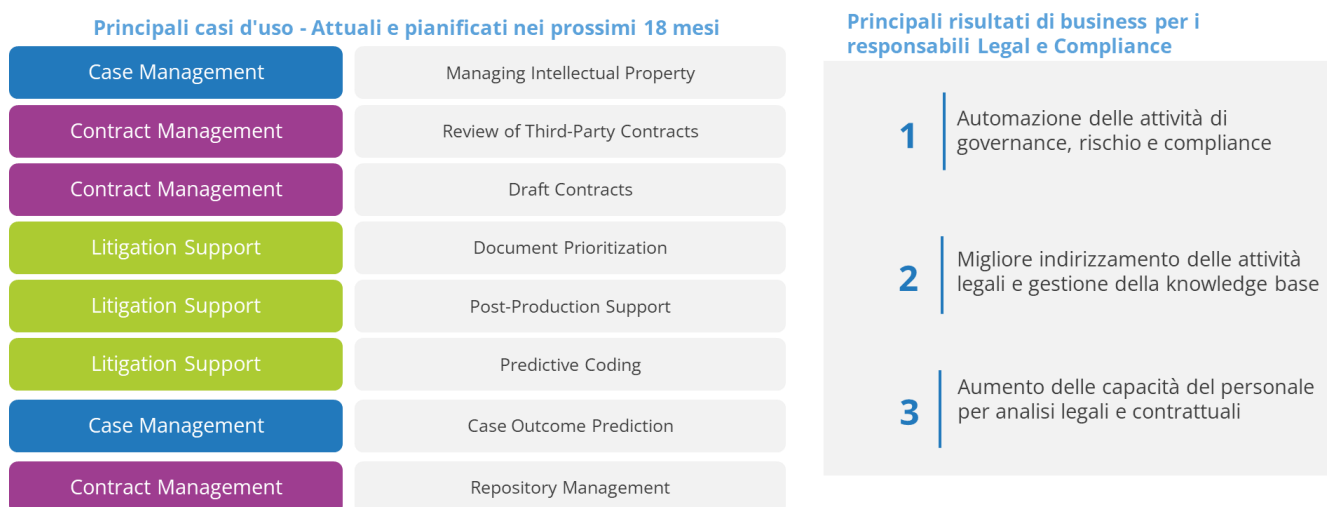 Principali casi d'uso - Attuali e pianificati nei prossimi 18 mesi
Case Management
Managing Intellectual Property
Contract Management
Review of Third-Party Contracts
Contract Management
Draft Contracts
Litigation Support
Document Prioritization
Litigation Support
Post-Production Support
Litigation Support
Predictive Coding
Case Management
Case Outcome Prediction
Contract Management
Repository Management
Principali risultati di business per i
responsabili Legal e Compliance
1
Automazione delle attività di
governance, rischio e compliance
2
Migliore indirizzamento delle attività
legali e gestione della knowledge base
3
Aumento delle capacità del personale
per analisi legali e contrattuali